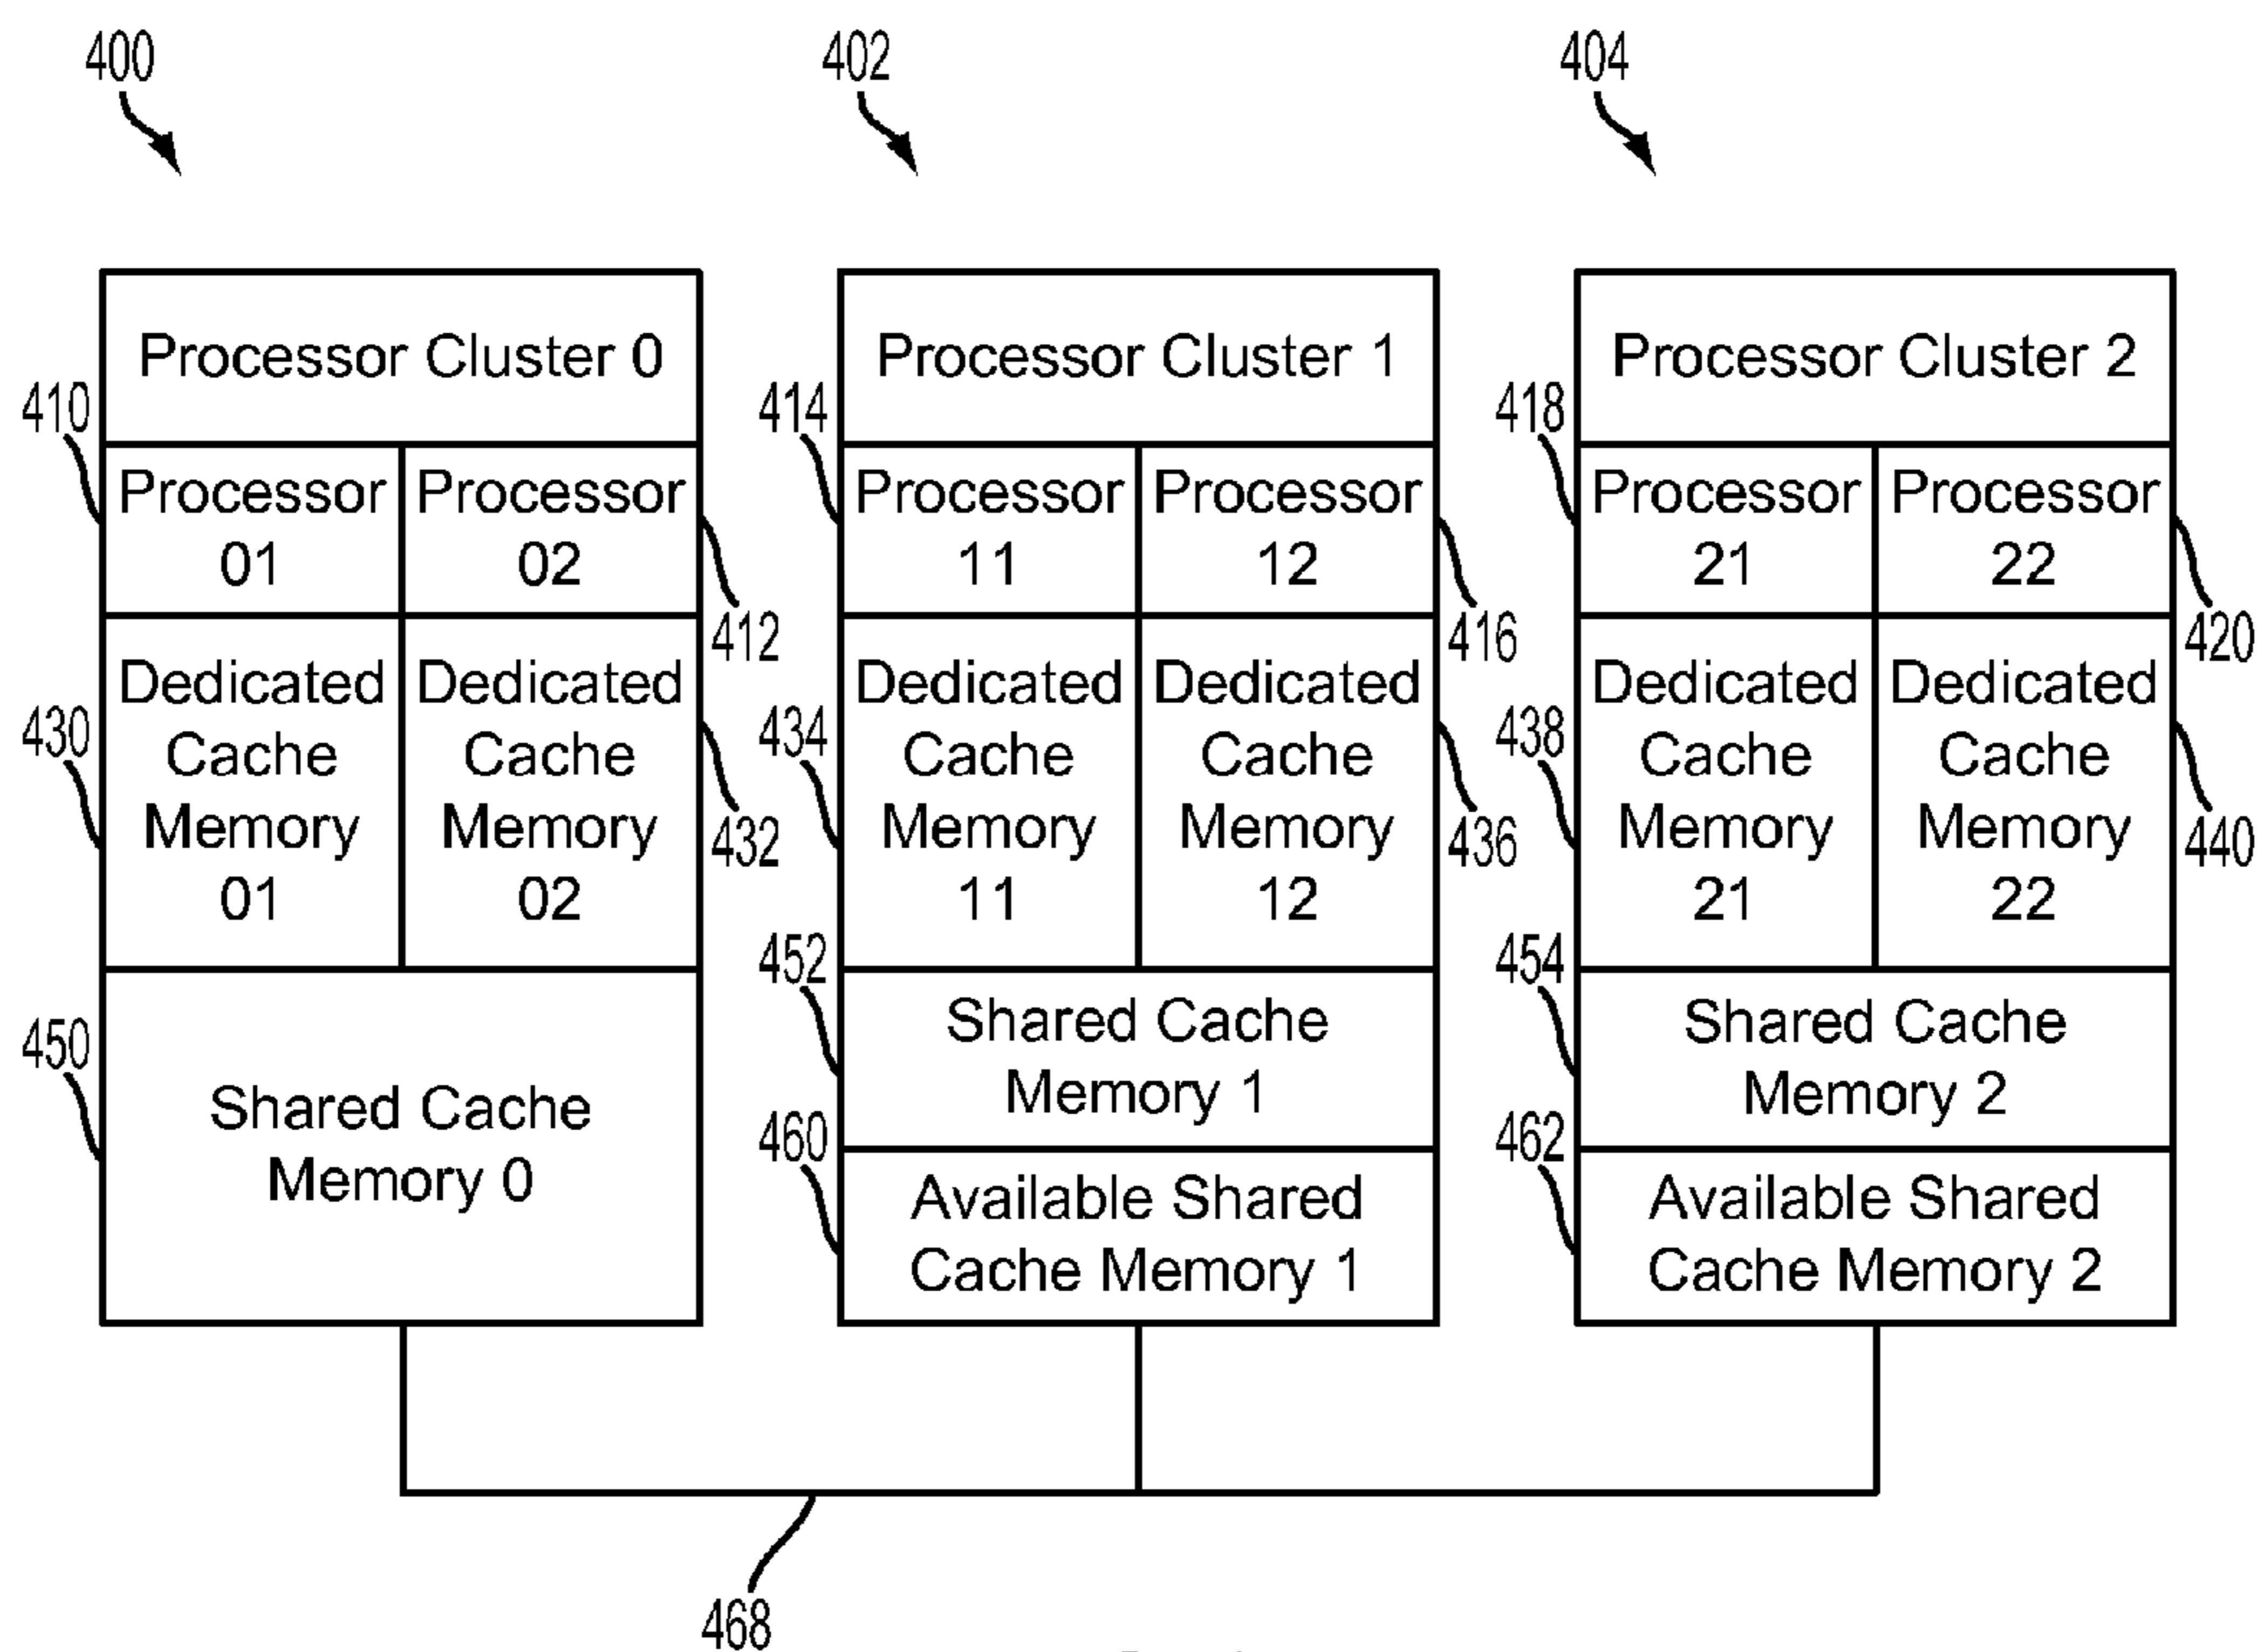 400
402
404
Processor Cluster 0
Processor Cluster 1
Processor Cluster 2
410
414
418
Processor
01
Processor
02
Processor
11
Processor
12
Processor
21
Processor
22
412
416
420
430
434
438
Dedicated
Cache
Memory
01
Dedicated
Cache
Memory
02
Dedicated
Cache
Memory
11
Dedicated
Cache
Memory
12
Dedicated
Cache
Memory
21
Dedicated
Cache
Memory
22
432
436
440
450
452
454
Shared Cache
Memory 0
Shared Cache
Memory 1
Shared Cache
Memory 2
460
462
Available Shared
Cache Memory 1
Available Shared
Cache Memory 2
468